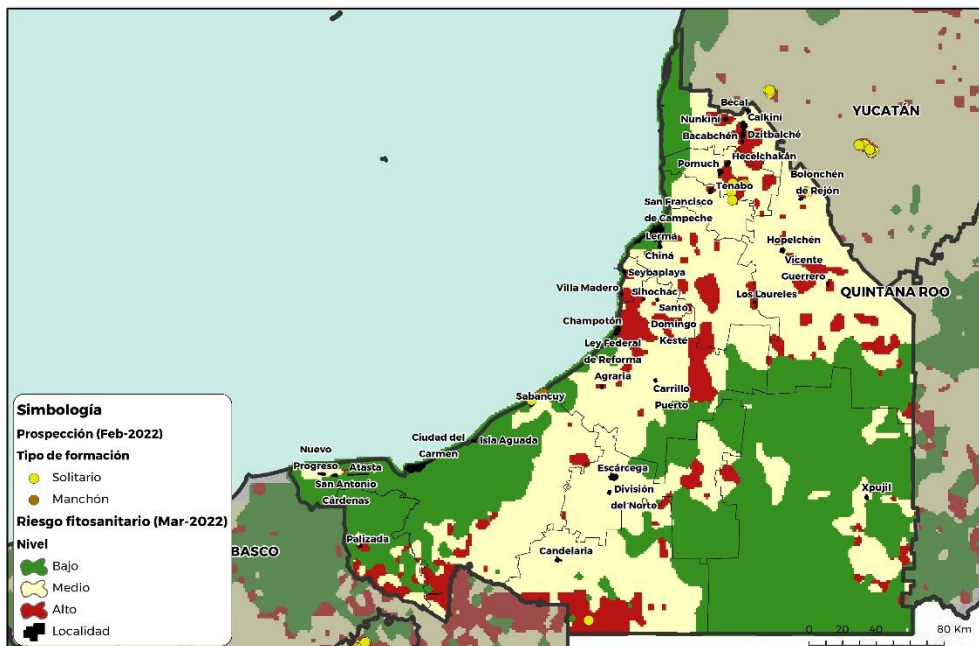 Bécal
YUCATÁN
Nunkiní
Calkiní
Bacabchén
Dzitbalché
Hecelchakán
Pomuch
Bolonchén
de Rejón
Tenabo
San Francisco
de Campeche
Lerma
Hopelchén
Chiná
Vicente
Guerrero
Seybaplaya
QUINTANA ROO
Villa Madero
Sihochac
Los Laureles
Santo
Domingo
Kesté
Champotón
Ley Federal
de Reforma
Agraria
Carrillo
Puerto
Sabancuy
Simbología
Prospección (Feb-2022)
Tipo de formación
Solitario
Manchón
Riesgo fitosanitario (Mar-2022)
Nivel
Bajo
Medio
Alto
Localidad
Ciudad del
Carmen
Isla Aguada
Nuevo
Progreso
Atasta
San Antonio
Cárdenas
Escárcega
División
del Norte
Xpujil
Palizada
BASCO
Candelaria
0 20 40 80 Km